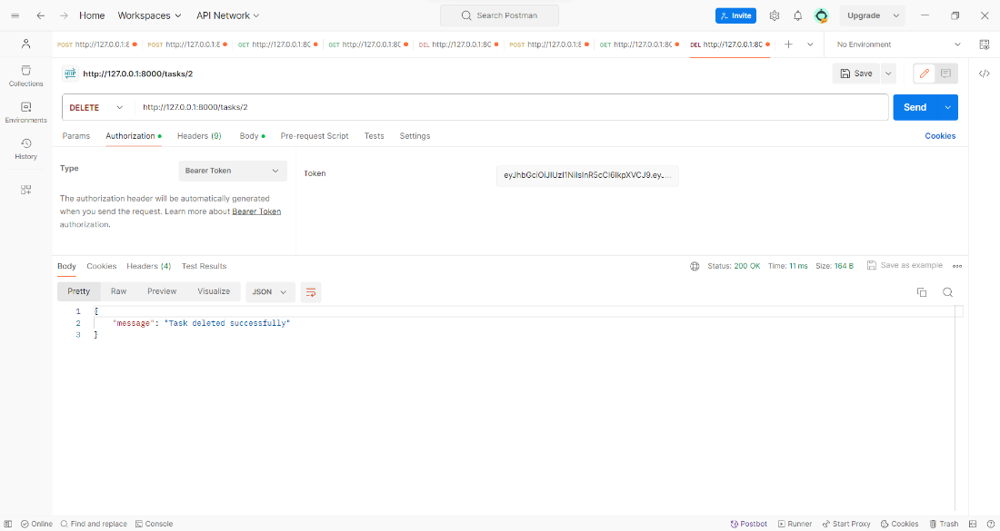 Home Workspaces API Network Search Postman Invite Upgrade
POST http://127.0.0.1:8 POST http://127.0.0.1:8 GET http://127.0.0.1:80 GET http://127.0.0.1:80 DEL http://127.0.0.1:80 POST http://127.0.0.1:8 GET http://127.0.0.1:80 DEL http://127.0.0.1:80 No Environment
HTTP http://127.0.0.1:8000/tasks/2 Save
Collections
DELETE http://127.0.0.1:8000/tasks/2 Send
Environments
Params Authorization Headers (9) Body Pre-request Script Tests Settings Cookies
History
Type Bearer Token Token
The authorization header will be automatically generated
when you send the request. Learn more about Bearer Token
authorization.
Body Cookies Headers (4) Test Results Status: 200 OK Time: 11 ms Size: 164 B Save as example
Pretty Raw Preview Visualize JSON
1 {
2 "message": "Task deleted successfully"
3 }
Online Find and replace Console Postbot Runner Start Proxy Cookies Trash